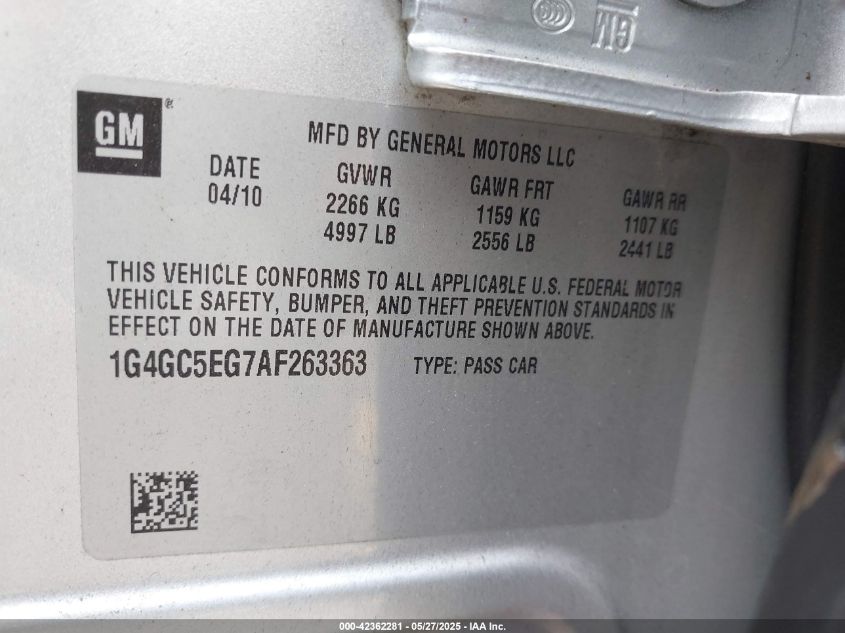 GM
GM®
MFD BY GENERAL MOTORS LLC
DATE GVWR GAWR FRT GAWR RR
04/10 2266 KG 1159 KG 1107 KG
4997 LB 2556 LB 2441 LB
THIS VEHICLE CONFORMS TO ALL APPLICABLE U.S. FEDERAL MOTOR
VEHICLE SAFETY, BUMPER, AND THEFT PREVENTION STANDARDS IN
EFFECT ON THE DATE OF MANUFACTURE SHOWN ABOVE.
1G4GC5EG7AF263363 TYPE: PASS CAR
000-42362281 - 05/27/2025 - IAA Inc.